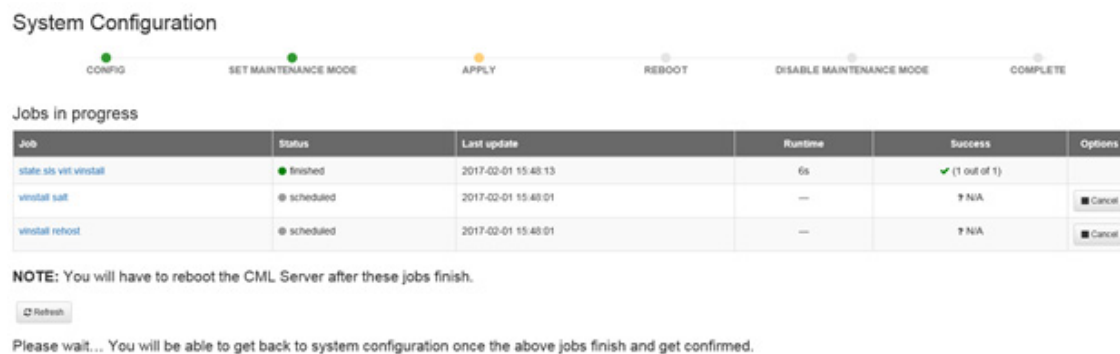 System Configuration
CONFIG SET MAINTENANCE MODE APPLY REBOOT DISABLE MAINTENANCE MODE COMPLETE
Jobs in progress
Job Status Last update Runtime Success Options
state sls virl vinstall finished 2017-02-01 15:48:13 6s (1 out of 1)
vinstall salt scheduled 2017-02-01 15:48:01 — ? N/A Cancel
vinstall rehost scheduled 2017-02-01 15:48:01 — ? N/A Cancel
NOTE: You will have to reboot the CML Server after these jobs finish.
Refresh
Please wait... You will be able to get back to system configuration once the above jobs finish and get confirmed.